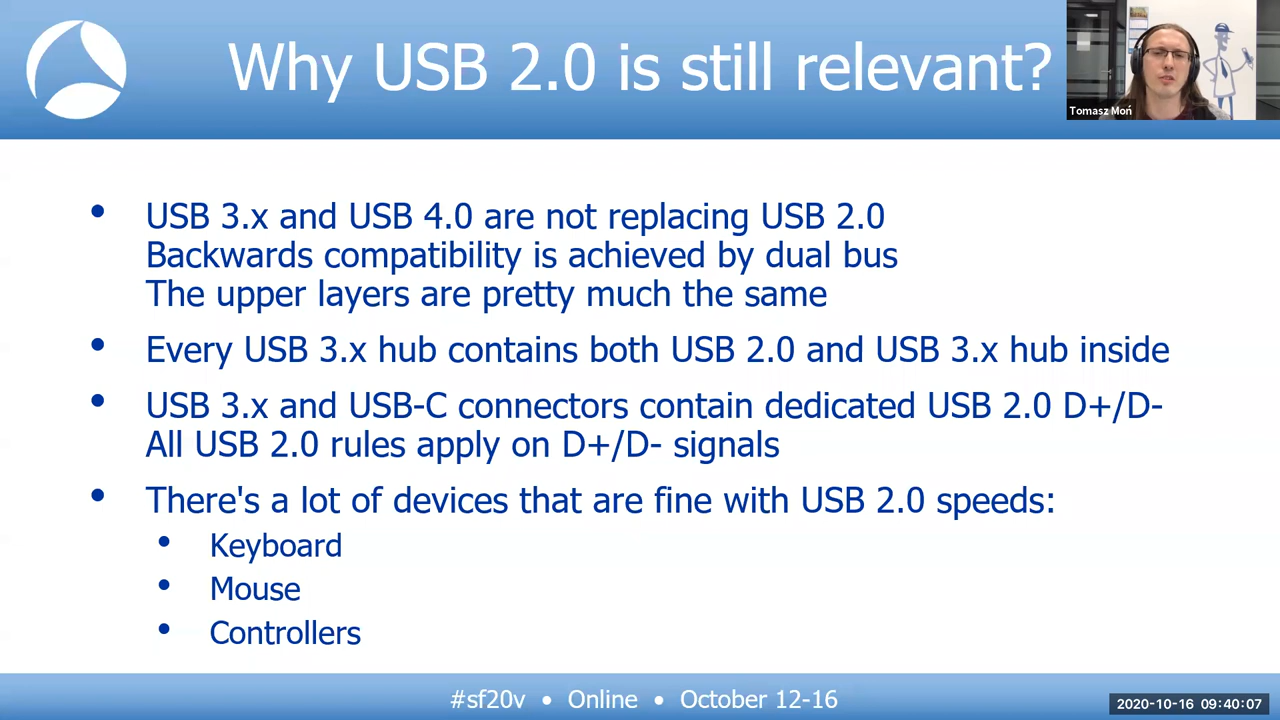 Why USB 2.0 is still relevant?
Tomasz Moń
• USB 3.x and USB 4.0 are not replacing USB 2.0
Backwards compatibility is achieved by dual bus
The upper layers are pretty much the same
• Every USB 3.x hub contains both USB 2.0 and USB 3.x hub inside
• USB 3.x and USB-C connectors contain dedicated USB 2.0 D+/D-
All USB 2.0 rules apply on D+/D- signals
• There's a lot of devices that are fine with USB 2.0 speeds:
• Keyboard
• Mouse
• Controllers
#sf20v • Online • October 12-16
2020-10-16 09:40:07